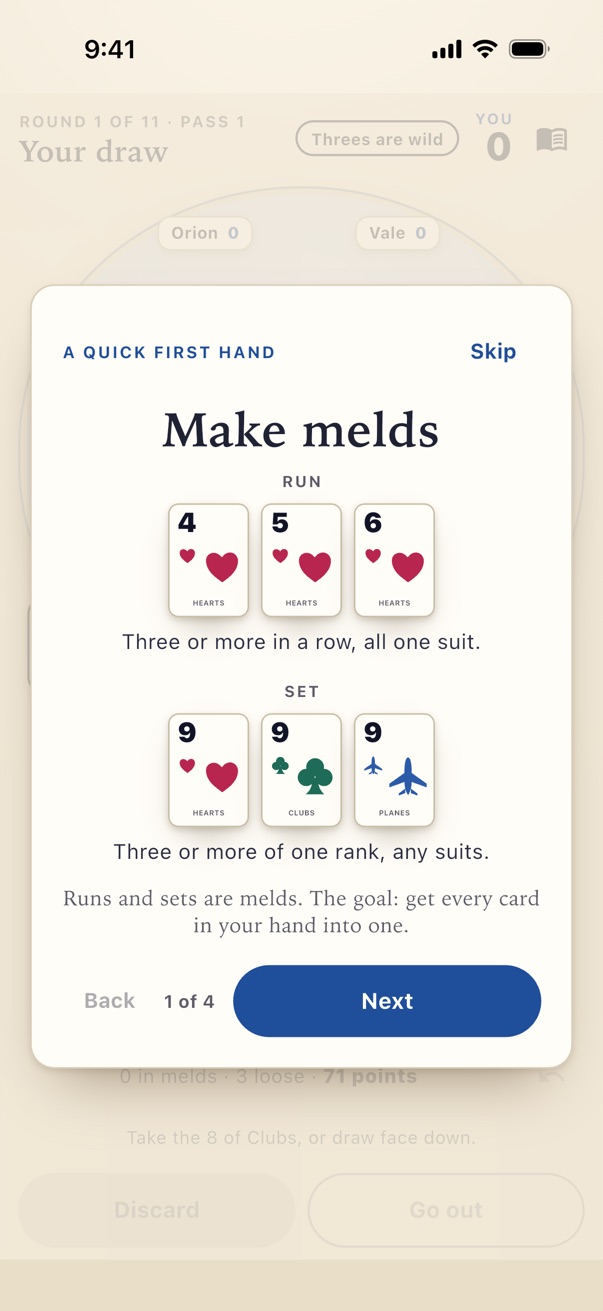 9:41
ROUND 1 OF 11 · PASS 1
Your draw
Threes are wild
YOU
0
Orion 0
Vale 0
A QUICK FIRST HAND
Skip
Make melds
RUN
4 5 6
HEARTS HEARTS HEARTS
Three or more in a row, all one suit.
SET
9 9 9
HEARTS CLUBS PLANES
Three or more of one rank, any suits.
Runs and sets are melds. The goal: get every card
in your hand into one.
Back
1 of 4
Next
0 in melds · 3 loose · 71 points
Take the 8 of Clubs, or draw face down.
Discard
Go out